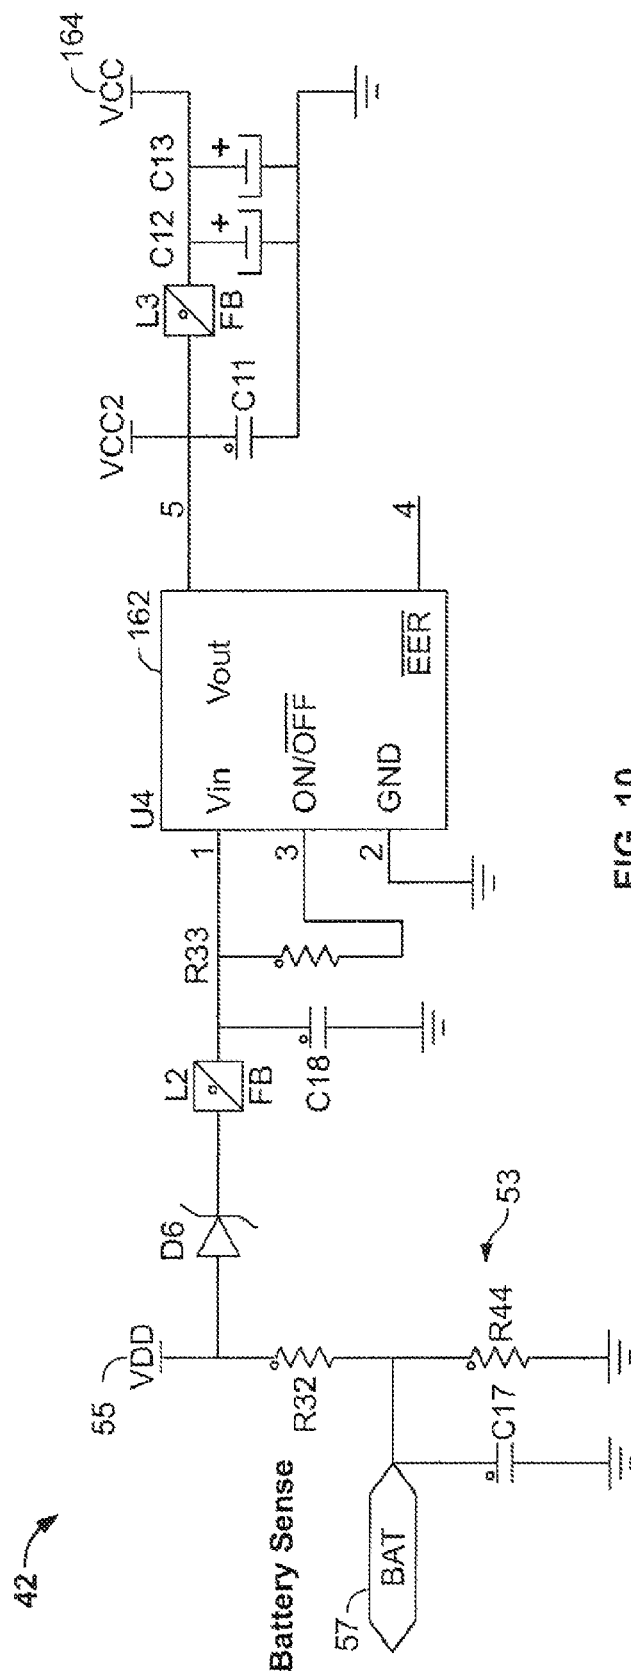 42
55
VDD
D6
L2
FB
C18
R33
1
3
2
U4
162
Vin
Vout
ON/OFF
GND
EER
5
4
VCC2
C11
L3
FB
C12
+
C13
+
VCC
164
Battery Sense
R32
57
BAT
C17
R44
53
FIG. 10